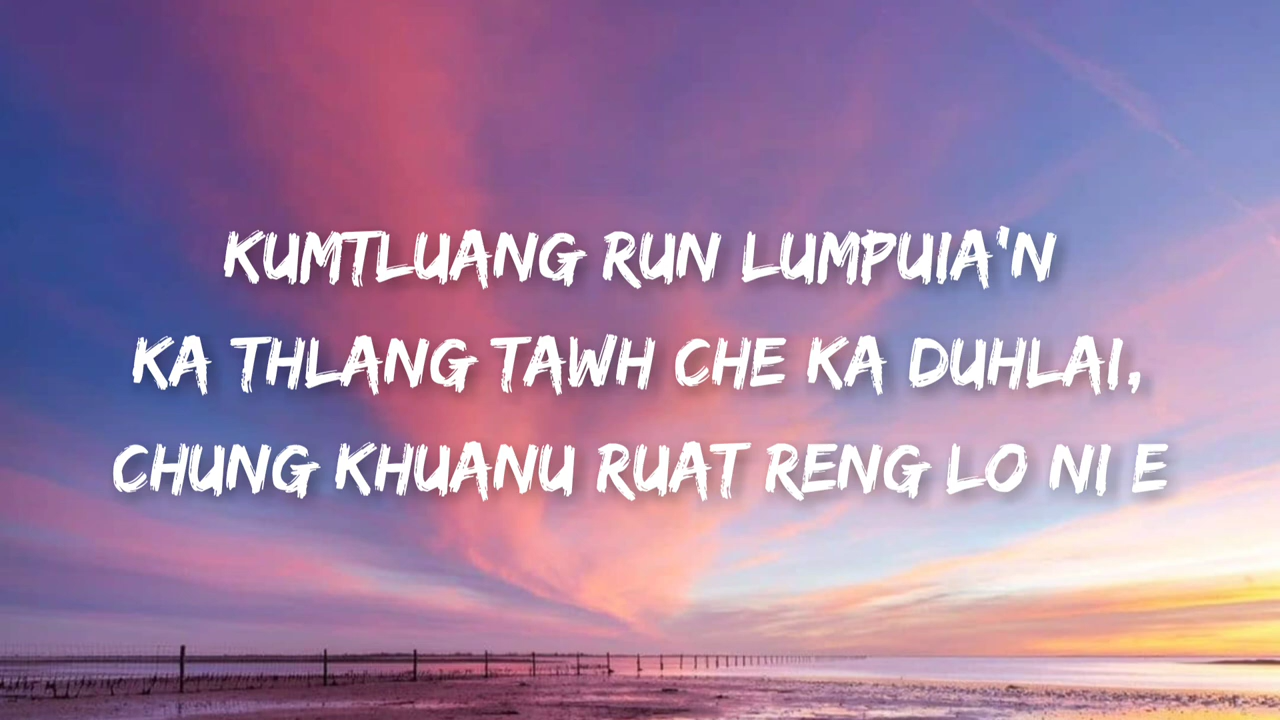 KUMTLUANG RUN LUMPUIA'N
KA THLANG TAWH CHE KA DUHLAI,
CHUNG KHUANU RUAT RENG LO NI E